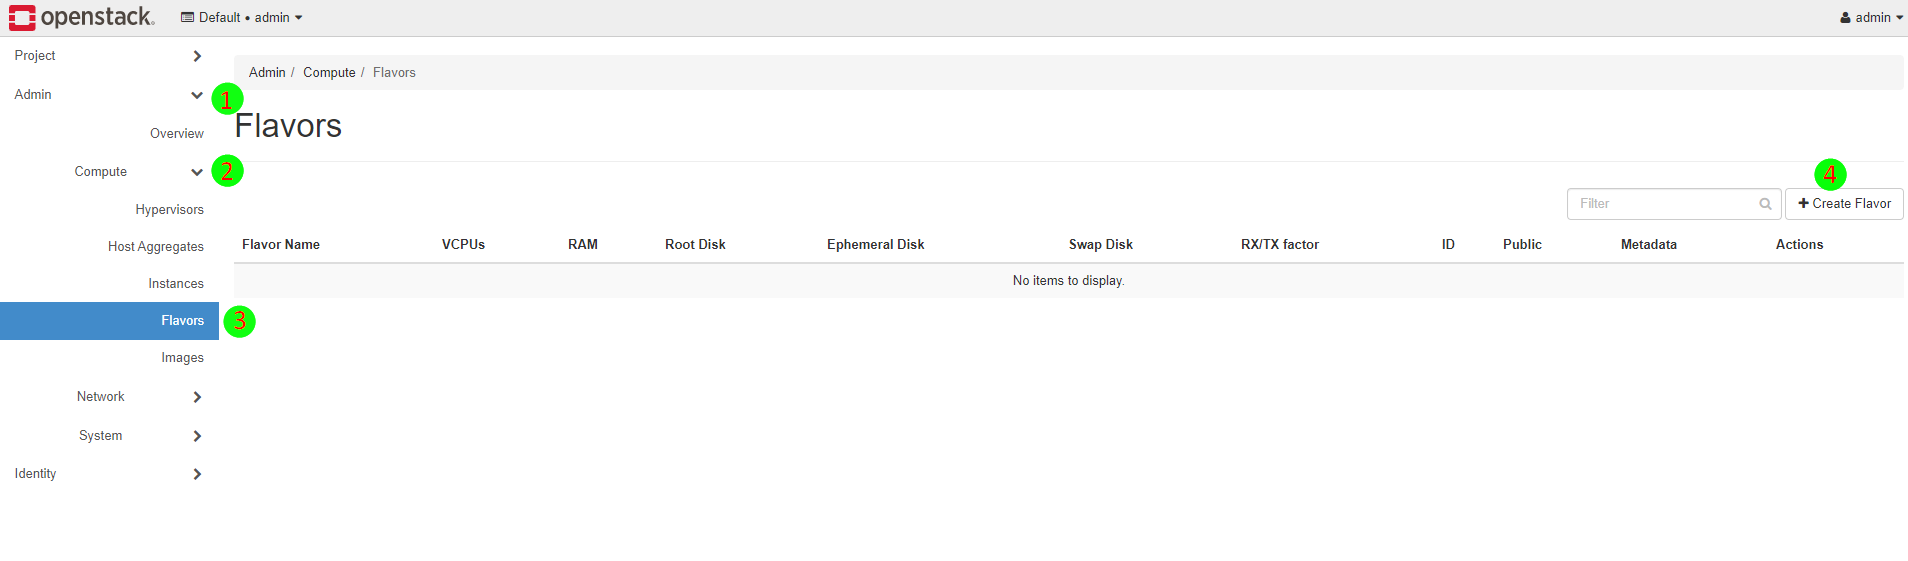 openstack. Default • admin admin
Project
Admin 1
Overview
Compute 2
Hypervisors
Host Aggregates
Instances
Flavors 3
Images
Network
System
Identity
Admin / Compute / Flavors
Flavors
4
Filter + Create Flavor
Flavor Name VCPUs RAM Root Disk Ephemeral Disk Swap Disk RX/TX factor ID Public Metadata Actions
No items to display.